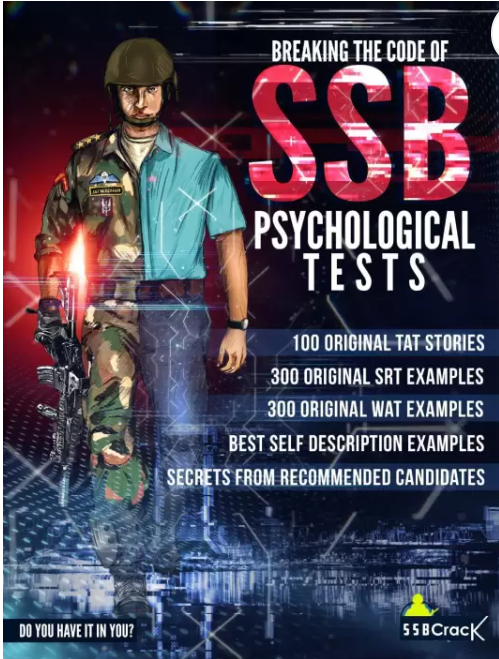 BREAKING THE CODE OF
SSB
PSYCHOLOGICAL
TESTS
100 ORIGINAL TAT STORIES
300 ORIGINAL SRT EXAMPLES
300 ORIGINAL WAT EXAMPLES
BEST SELF DESCRIPTION EXAMPLES
SECRETS FROM RECOMMENDED CANDIDATES
DO YOU HAVE IT IN YOU?
SSBCracK